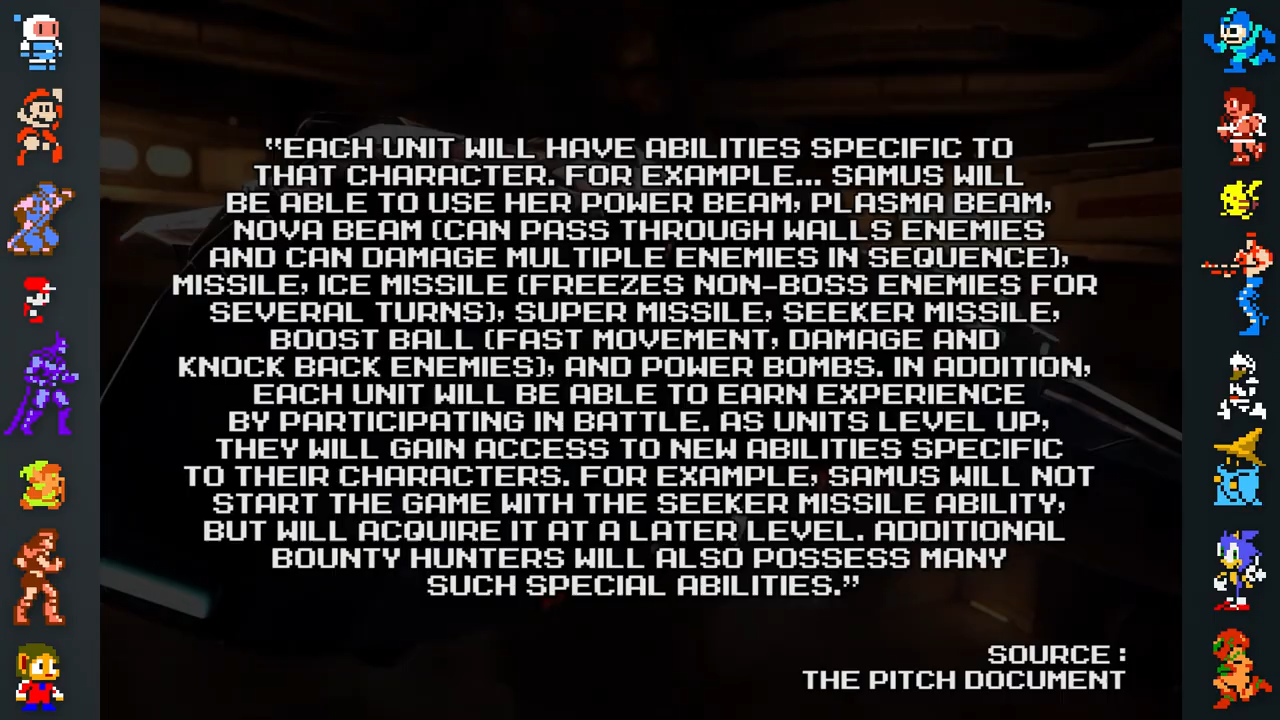 "EACH UNIT WILL HAVE ABILITIES SPECIFIC TO
THAT CHARACTER. FOR EXAMPLE... SAMUS WILL
BE ABLE TO USE HER POWER BEAM, PLASMA BEAM,
NOVA BEAM (CAN PASS THROUGH WALLS ENEMIES
AND CAN DAMAGE MULTIPLE ENEMIES IN SEQUENCE),
MISSILE, ICE MISSILE (FREEZES NON-BOSS ENEMIES FOR
SEVERAL TURNS), SUPER MISSILE, SEEKER MISSILE,
BOOST BALL (FAST MOVEMENT, DAMAGE AND
KNOCK BACK ENEMIES), AND POWER BOMBS. IN ADDITION,
EACH UNIT WILL BE ABLE TO EARN EXPERIENCE
BY PARTICIPATING IN BATTLE. AS UNITS LEVEL UP,
THEY WILL GAIN ACCESS TO NEW ABILITIES SPECIFIC
TO THEIR CHARACTERS. FOR EXAMPLE, SAMUS WILL NOT
START THE GAME WITH THE SEEKER MISSILE ABILITY,
BUT WILL ACQUIRE IT AT A LATER LEVEL. ADDITIONAL
BOUNTY HUNTERS WILL ALSO POSSESS MANY
SUCH SPECIAL ABILITIES."
SOURCE :
THE PITCH DOCUMENT